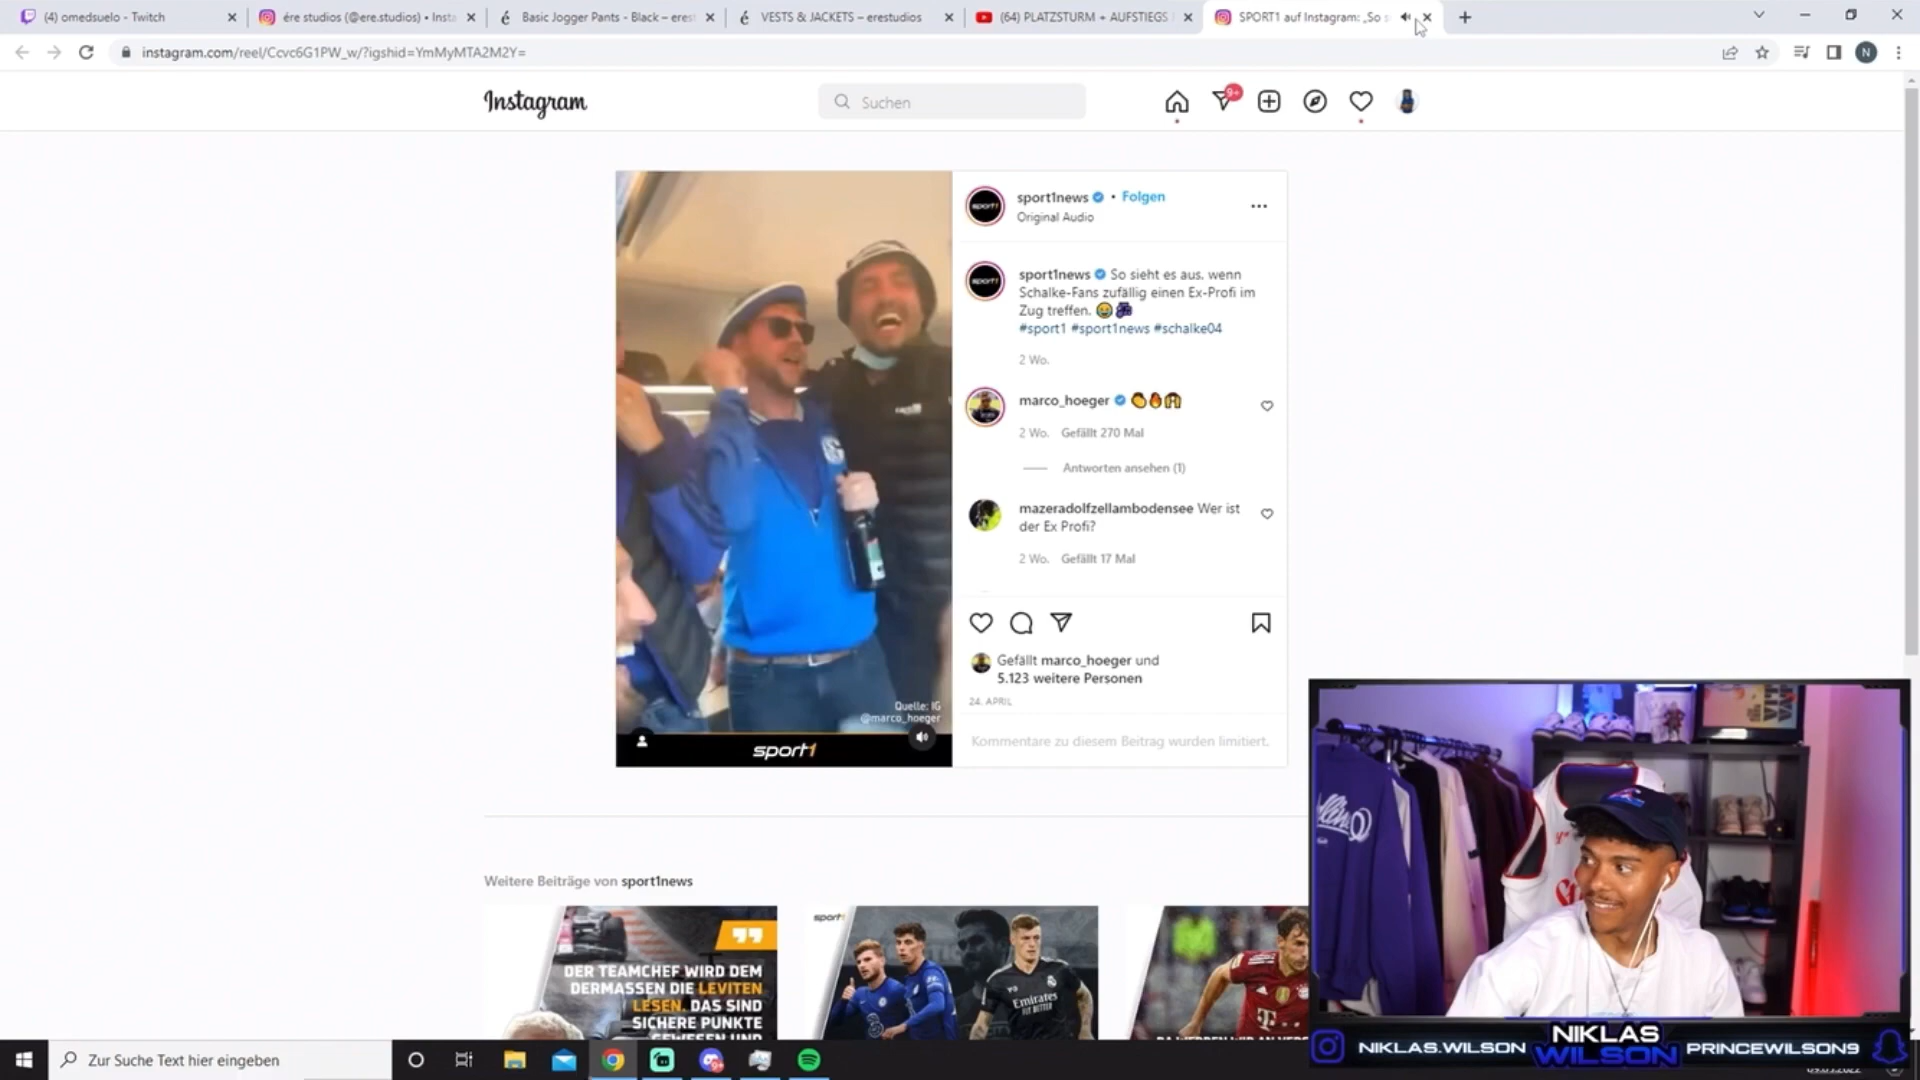 (4) omedsuelo - Twitch
ére studios (@ere.studios) • Insta
Basic Jogger Pants - Black – eres
VESTS & JACKETS – erestudios
(64) PLATZSTURM + AUFSTIEGS
SPORT1 auf Instagram: „So s
instagram.com/reel/Ccvc6G1PW_w/?igshid=YmMyMTA2M2Y=
N
Instagram
Suchen
9+
sport1news • Folgen
Original Audio
sport1news So sieht es aus, wenn
Schalke-Fans zufällig einen Ex-Profi im
Zug treffen. 😂
#sport1 #sport1news #schalke04
2 Wo.
marco_hoeger 👏🔥🙌
2 Wo. Gefällt 270 Mal
Antworten ansehen (1)
mazeradolfzellambodensee Wer ist
der Ex Profi?
2 Wo. Gefällt 17 Mal
Gefällt marco_hoeger und
5.123 weitere Personen
24. APRIL
Kommentare zu diesem Beitrag wurden limitiert.
Quelle: IG
@marco_hoeger
sport1
Weitere Beiträge von sport1news
DER TEAMCHEF WIRD DEM
DERMASSEN DIE LEVITEN
LESEN. DAS SIND
SICHERE PUNKTE
GEWESEN UND
sport1
Emirates
Zur Suche Text hier eingeben
NIKLAS.WILSON
NIKLAS
WILSON
PRINCEWILSON9